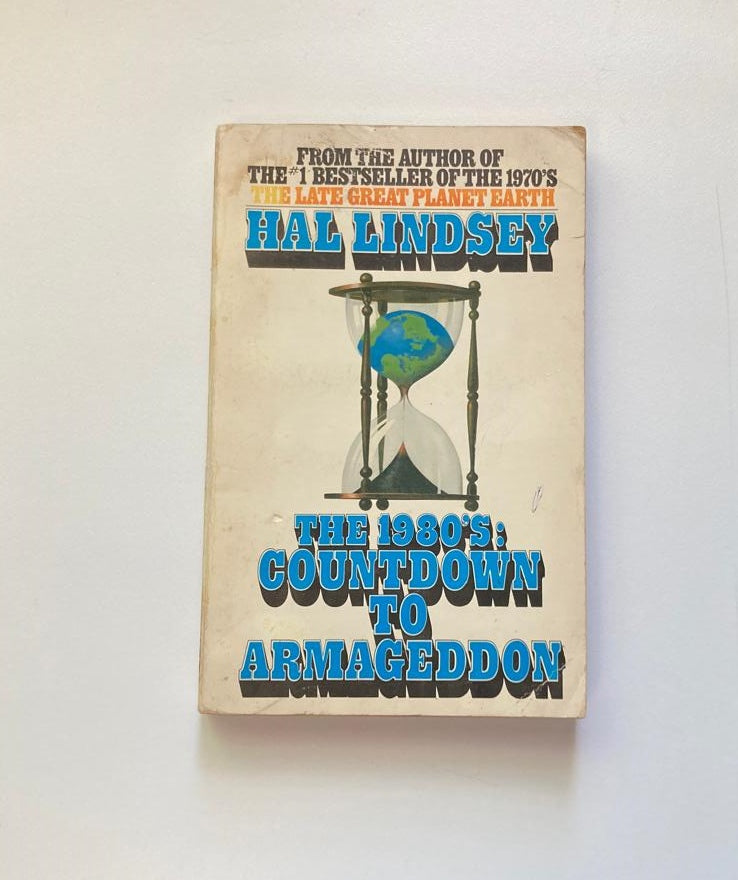 FROM THE AUTHOR OF
THE #1 BESTSELLER OF THE 1970'S
THE LATE GREAT PLANET EARTH
HAL LINDSEY
THE 1980'S:
COUNTDOWN
TO
ARMAGEDDON